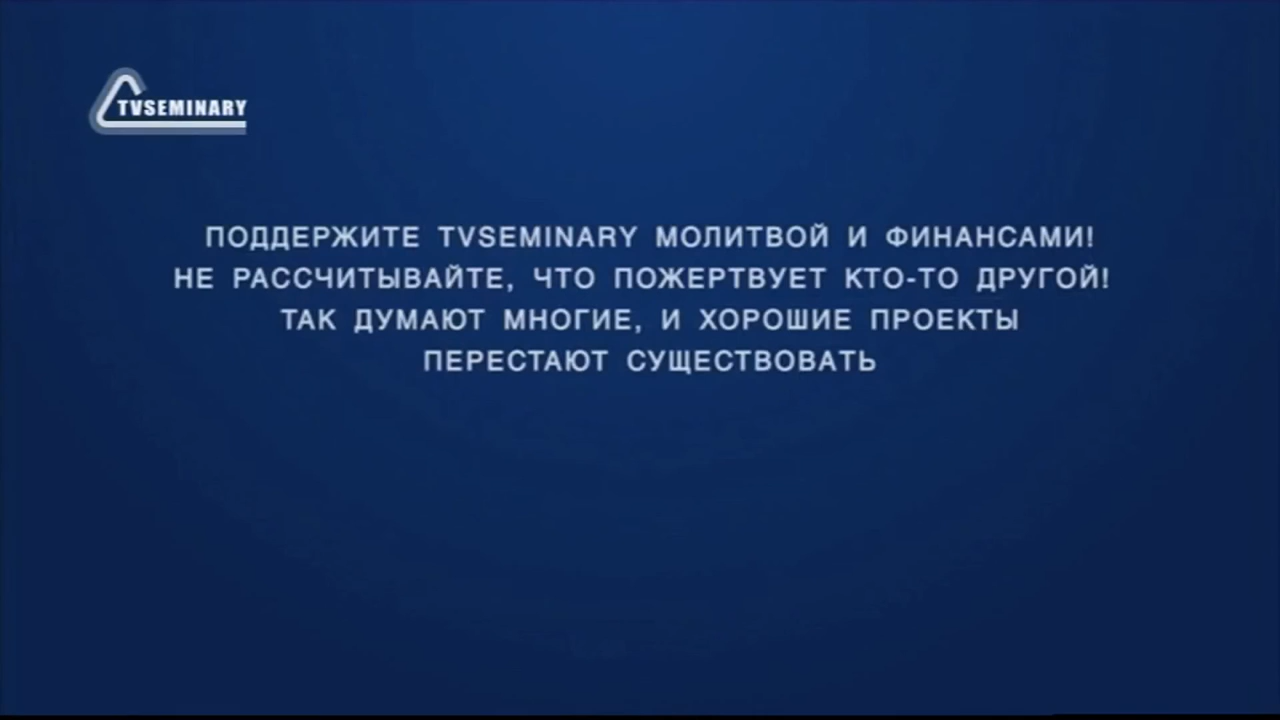 TVSEMINARY
ПОДДЕРЖИТЕ TVSEMINARY МОЛИТВОЙ И ФИНАНСАМИ!
НЕ РАССЧИТЫВАЙТЕ, ЧТО ПОЖЕРТВУЕТ КТО-ТО ДРУГОЙ!
ТАК ДУМАЮТ МНОГИЕ, И ХОРОШИЕ ПРОЕКТЫ
ПЕРЕСТАЮТ СУЩЕСТВОВАТЬ